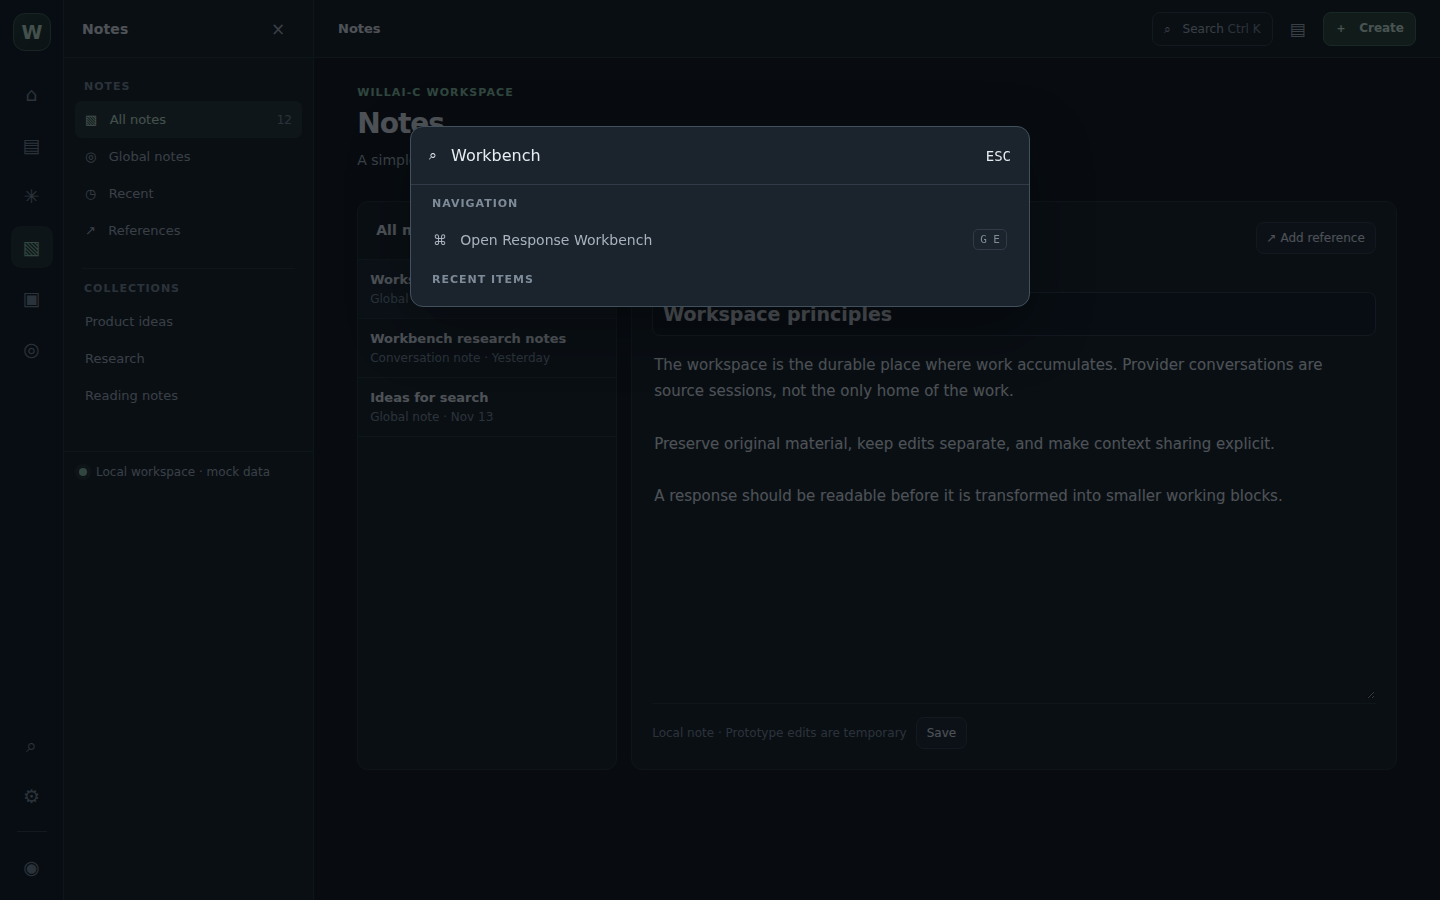 W
Notes
Notes
Search Ctrl K
+ Create
NOTES
All notes 12
Global notes
Recent
References
COLLECTIONS
Product ideas
Research
Reading notes
Local workspace · mock data
WILLAI-C WORKSPACE
Notes
A simpl
Workbench ESC
NAVIGATION
Open Response Workbench G E
RECENT ITEMS
All n
↗ Add reference
Works
Global
Workbench research notes
Conversation note · Yesterday
Ideas for search
Global note · Nov 13
Workspace principles
The workspace is the durable place where work accumulates. Provider conversations are
source sessions, not the only home of the work.
Preserve original material, keep edits separate, and make context sharing explicit.
A response should be readable before it is transformed into smaller working blocks.
Local note · Prototype edits are temporary Save